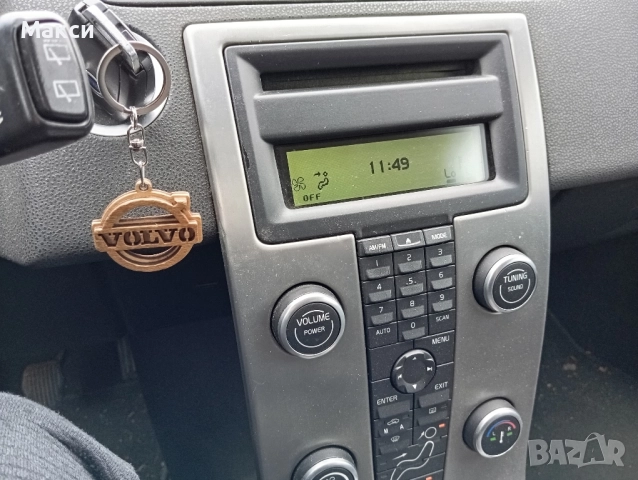 Макси
11:49
OFF
VOLVO
AM/FM
MODE
1 2 3
4 5 6
7 8 9
AUTO 0 SCAN
VOLUME
POWER
TUNING
SOUND
MENU
ENTER
EXIT
M A
BAZAR